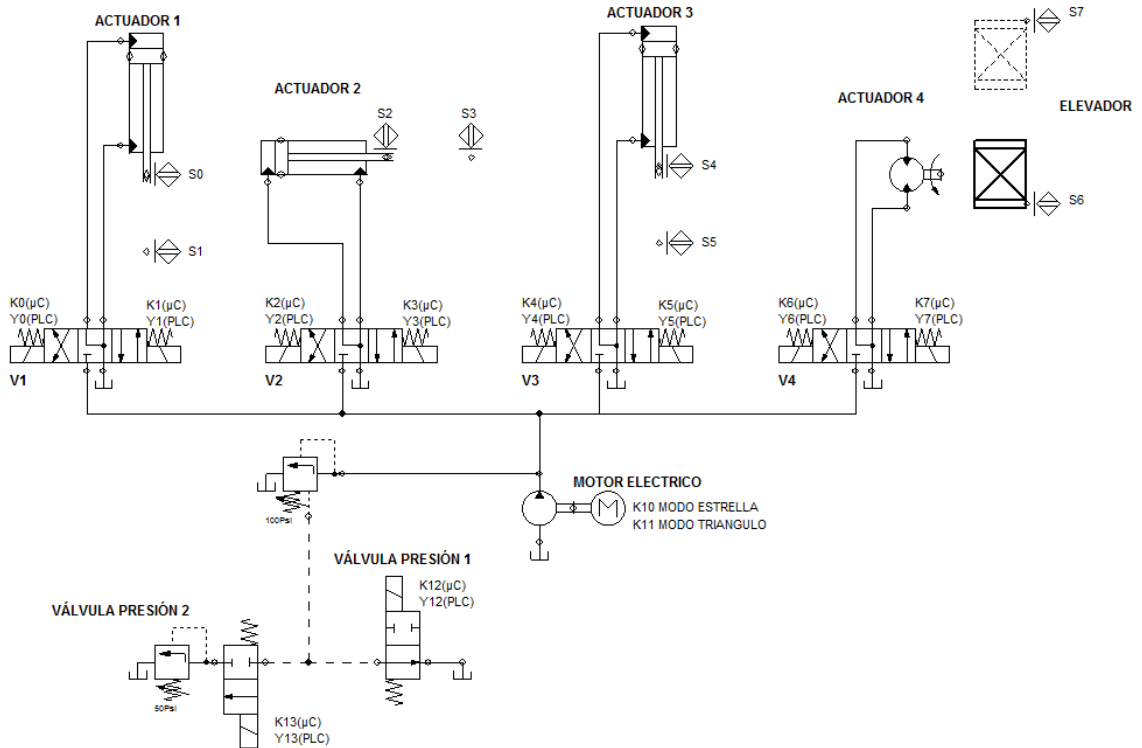 ACTUADOR 1
S0
S1
K0(µC)
Y0(PLC)
K1(µC)
Y1(PLC)
V1
ACTUADOR 2
S2
S3
K2(µC)
Y2(PLC)
K3(µC)
Y3(PLC)
V2
ACTUADOR 3
S4
S5
K4(µC)
Y4(PLC)
K5(µC)
Y5(PLC)
V3
ACTUADOR 4
S7
ELEVADOR
S6
K6(µC)
Y6(PLC)
K7(µC)
Y7(PLC)
V4
100Psi
MOTOR ELECTRICO
M
K10 MODO ESTRELLA
K11 MODO TRIANGULO
VÁLVULA PRESIÓN 1
K12(µC)
Y12(PLC)
VÁLVULA PRESIÓN 2
50Psi
K13(µC)
Y13(PLC)